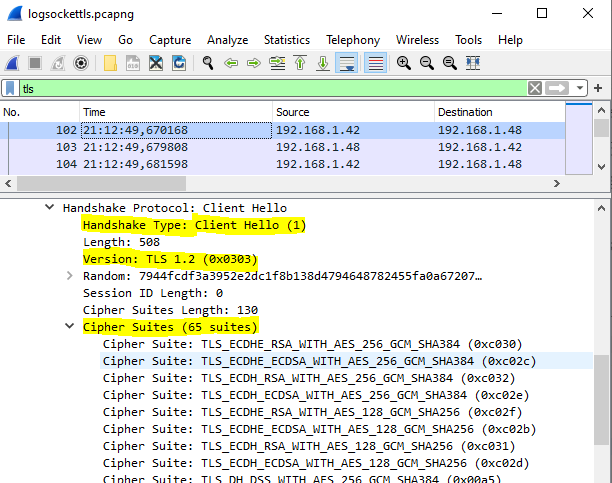 logsockettls.pcapng
File Edit View Go Capture Analyze Statistics Telephony Wireless Tools Help
tls
No. Time Source Destination
102 21:12:49,670168 192.168.1.42 192.168.1.48
103 21:12:49,679808 192.168.1.48 192.168.1.42
104 21:12:49,681598 192.168.1.42 192.168.1.48
Handshake Protocol: Client Hello
Handshake Type: Client Hello (1)
Length: 508
Version: TLS 1.2 (0x0303)
Random: 7944fcdf3a3952e2dc1f8b138d4794648782455fa0a67207…
Session ID Length: 0
Cipher Suites Length: 130
Cipher Suites (65 suites)
Cipher Suite: TLS_ECDHE_RSA_WITH_AES_256_GCM_SHA384 (0xc030)
Cipher Suite: TLS_ECDHE_ECDSA_WITH_AES_256_GCM_SHA384 (0xc02c)
Cipher Suite: TLS_ECDH_RSA_WITH_AES_256_GCM_SHA384 (0xc032)
Cipher Suite: TLS_ECDH_ECDSA_WITH_AES_256_GCM_SHA384 (0xc02e)
Cipher Suite: TLS_ECDHE_RSA_WITH_AES_128_GCM_SHA256 (0xc02f)
Cipher Suite: TLS_ECDHE_ECDSA_WITH_AES_128_GCM_SHA256 (0xc02b)
Cipher Suite: TLS_ECDH_RSA_WITH_AES_128_GCM_SHA256 (0xc031)
Cipher Suite: TLS_ECDH_ECDSA_WITH_AES_128_GCM_SHA256 (0xc02d)
Cipher Suite: TLS_DH_DSS_WITH_AES_256_GCM_SHA384 (0x00a5)